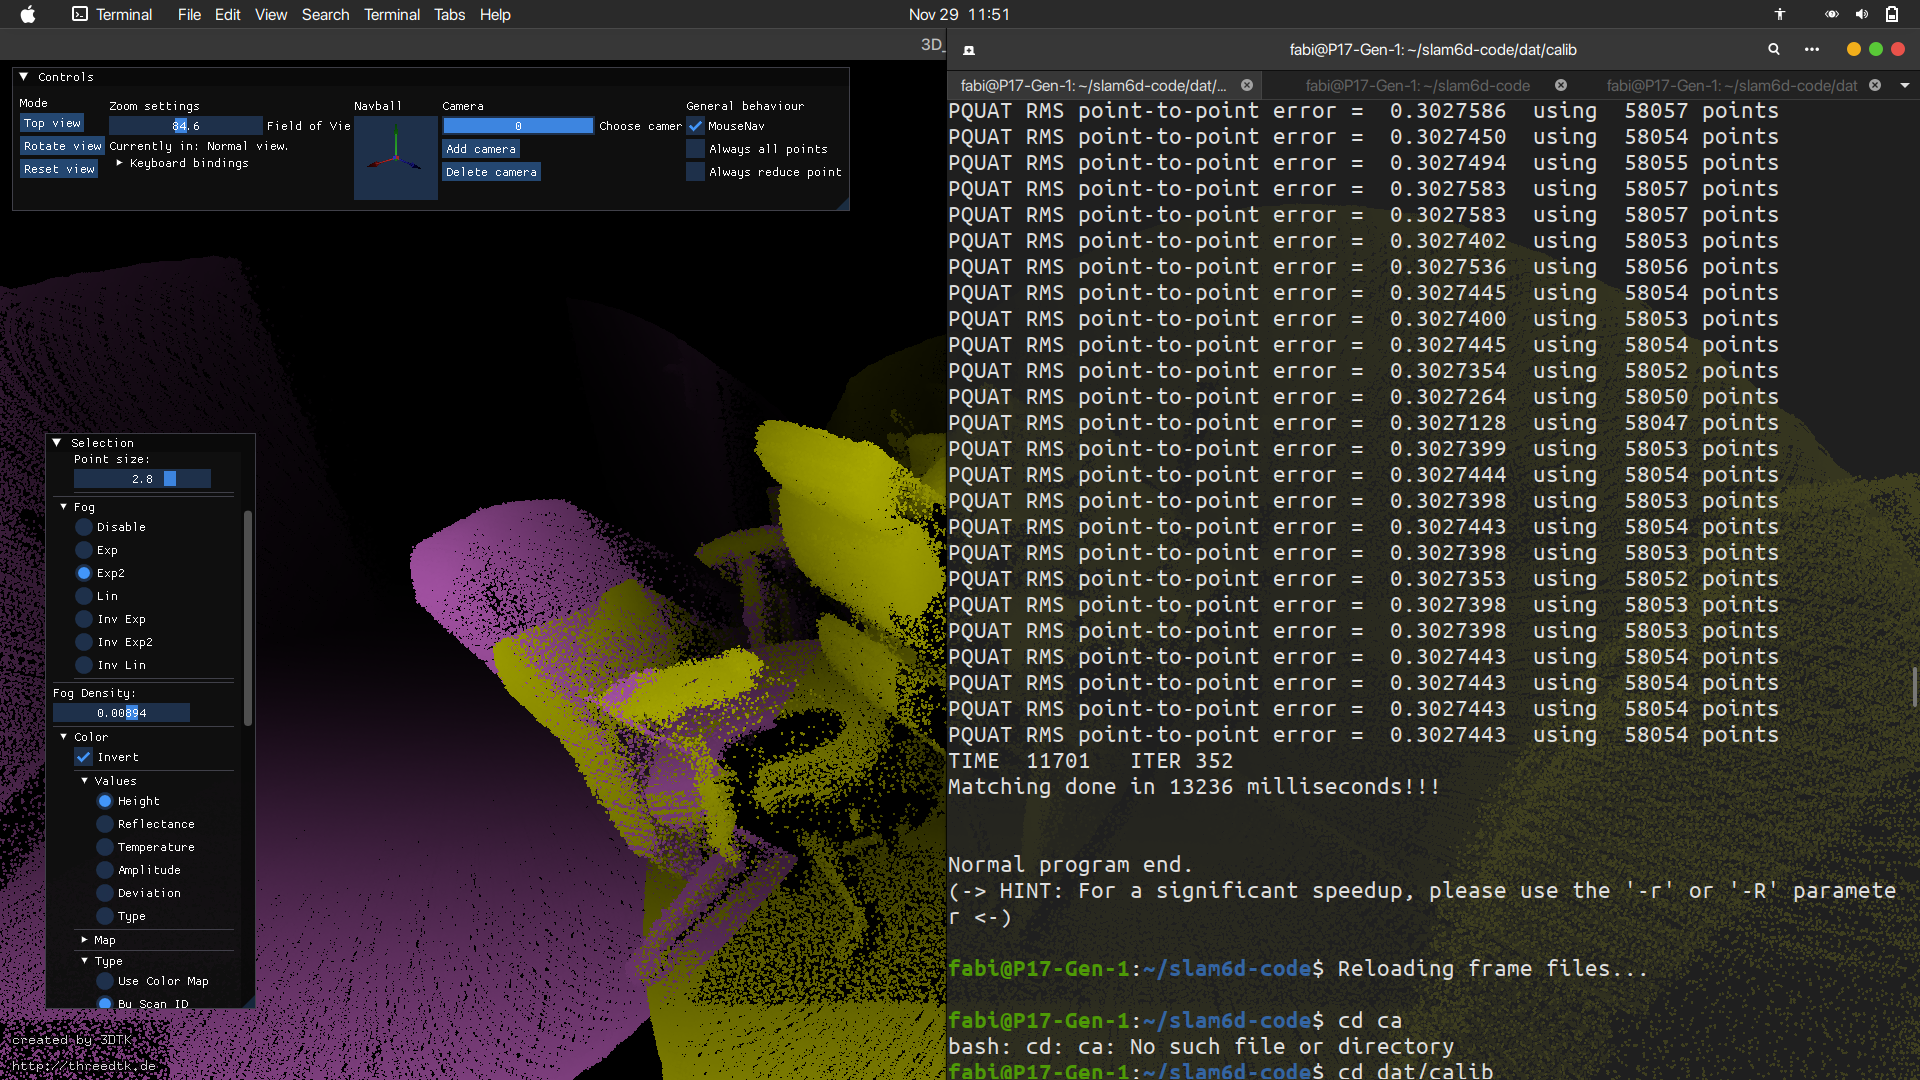 Terminal File Edit View Search Terminal Tabs Help
Nov 29 11:51
3D_
Controls
Mode
Top view
Rotate view
Reset view
Zoom settings
84.6 Field of Vie
Currently in: Normal view.
Keyboard bindings
Navball
Camera
0 Choose camer
Add camera
Delete camera
General behaviour
MouseNav
Always all points
Always reduce point
Selection
Point size:
2.8
Fog
Disable
Exp
Exp2
Lin
Inv Exp
Inv Exp2
Inv Lin
Fog Density:
0.00894
Color
Invert
Values
Height
Reflectance
Temperature
Amplitude
Deviation
Type
Map
Type
Use Color Map
By Scan ID
created by 3DTK
http://threedtk.de
fabi@P17-Gen-1: ~/slam6d-code/dat/calib
fabi@P17-Gen-1: ~/slam6d-code/dat/...
fabi@P17-Gen-1: ~/slam6d-code
fabi@P17-Gen-1: ~/slam6d-code/dat
PQUAT RMS point-to-point error = 0.3027586 using 58057 points
PQUAT RMS point-to-point error = 0.3027450 using 58054 points
PQUAT RMS point-to-point error = 0.3027494 using 58055 points
PQUAT RMS point-to-point error = 0.3027583 using 58057 points
PQUAT RMS point-to-point error = 0.3027583 using 58057 points
PQUAT RMS point-to-point error = 0.3027402 using 58053 points
PQUAT RMS point-to-point error = 0.3027536 using 58056 points
PQUAT RMS point-to-point error = 0.3027445 using 58054 points
PQUAT RMS point-to-point error = 0.3027400 using 58053 points
PQUAT RMS point-to-point error = 0.3027445 using 58054 points
PQUAT RMS point-to-point error = 0.3027354 using 58052 points
PQUAT RMS point-to-point error = 0.3027264 using 58050 points
PQUAT RMS point-to-point error = 0.3027128 using 58047 points
PQUAT RMS point-to-point error = 0.3027399 using 58053 points
PQUAT RMS point-to-point error = 0.3027444 using 58054 points
PQUAT RMS point-to-point error = 0.3027398 using 58053 points
PQUAT RMS point-to-point error = 0.3027443 using 58054 points
PQUAT RMS point-to-point error = 0.3027398 using 58053 points
PQUAT RMS point-to-point error = 0.3027353 using 58052 points
PQUAT RMS point-to-point error = 0.3027398 using 58053 points
PQUAT RMS point-to-point error = 0.3027398 using 58053 points
PQUAT RMS point-to-point error = 0.3027443 using 58054 points
PQUAT RMS point-to-point error = 0.3027443 using 58054 points
PQUAT RMS point-to-point error = 0.3027443 using 58054 points
PQUAT RMS point-to-point error = 0.3027443 using 58054 points
TIME 11701 ITER 352
Matching done in 13236 milliseconds!!!
Normal program end.
(-> HINT: For a significant speedup, please use the '-r' or '-R' paramete
r <-)
fabi@P17-Gen-1:~/slam6d-code$ Reloading frame files...
fabi@P17-Gen-1:~/slam6d-code$ cd ca
bash: cd: ca: No such file or directory
fabi@P17-Gen-1:~/slam6d-code$ cd dat/calib